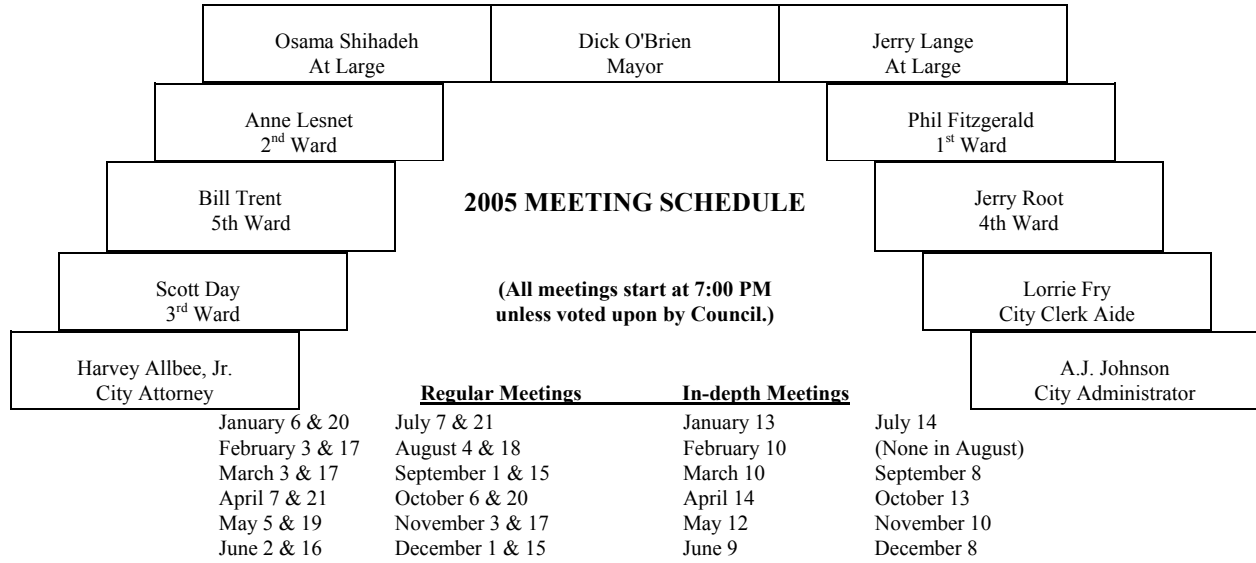 Osama Shihadeh
At Large
Dick O'Brien
Mayor
Jerry Lange
At Large
Anne Lesnet
2nd Ward
Phil Fitzgerald
1st Ward
Bill Trent
5th Ward
2005 MEETING SCHEDULE
Jerry Root
4th Ward
Scott Day
3rd Ward
(All meetings start at 7:00 PM
unless voted upon by Council.)
Lorrie Fry
City Clerk Aide
Harvey Allbee, Jr.
City Attorney
A.J. Johnson
City Administrator
Regular Meetings In-depth Meetings
January 6 & 20 July 7 & 21 January 13 July 14
February 3 & 17 August 4 & 18 February 10 (None in August)
March 3 & 17 September 1 & 15 March 10 September 8
April 7 & 21 October 6 & 20 April 14 October 13
May 5 & 19 November 3 & 17 May 12 November 10
June 2 & 16 December 1 & 15 June 9 December 8